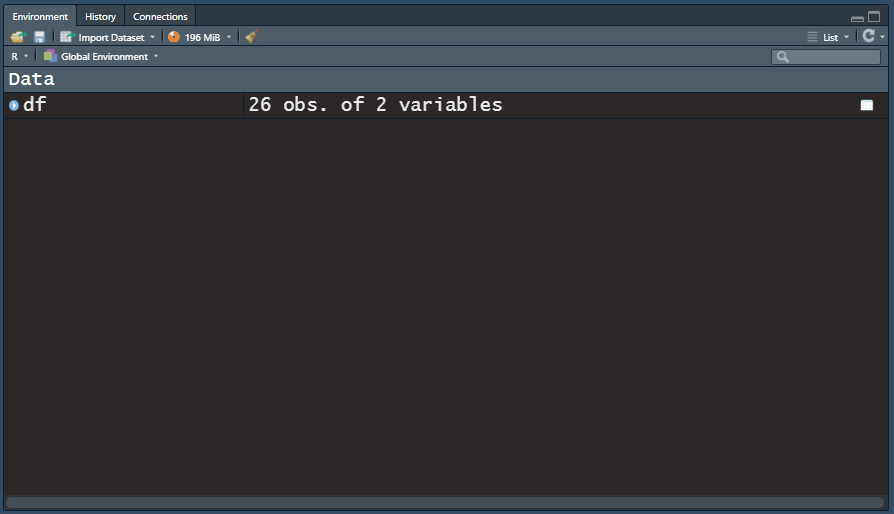 Environment History Connections
Import Dataset 196 MiB List
R Global Environment
Data
df 26 obs. of 2 variables